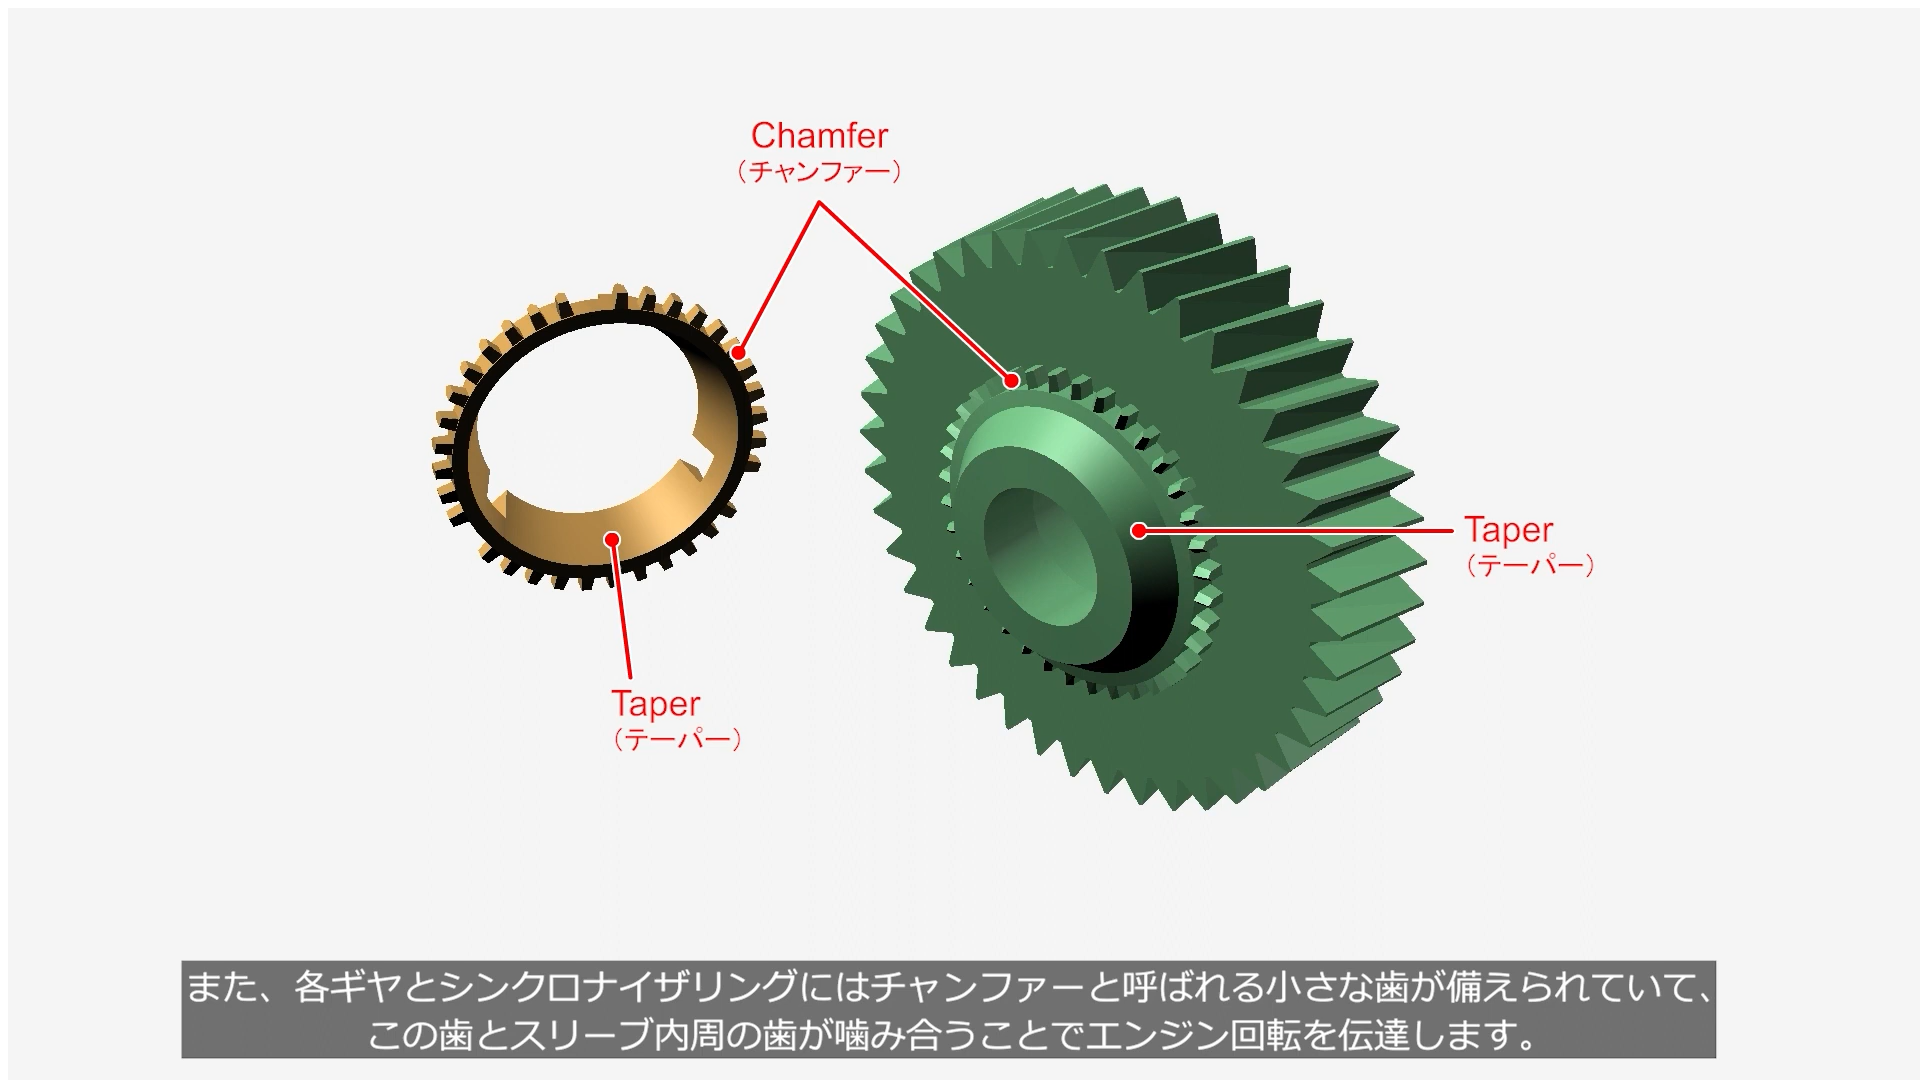 Chamfer
（チャンファー）
Taper
（テーパー）
Taper
（テーパー）
また、各ギヤとシンクロナイザリングにはチャンファーと呼ばれる小さな歯が備えられていて、
この歯とスリーブ内周の歯が噛み合うことでエンジン回転を伝達します。